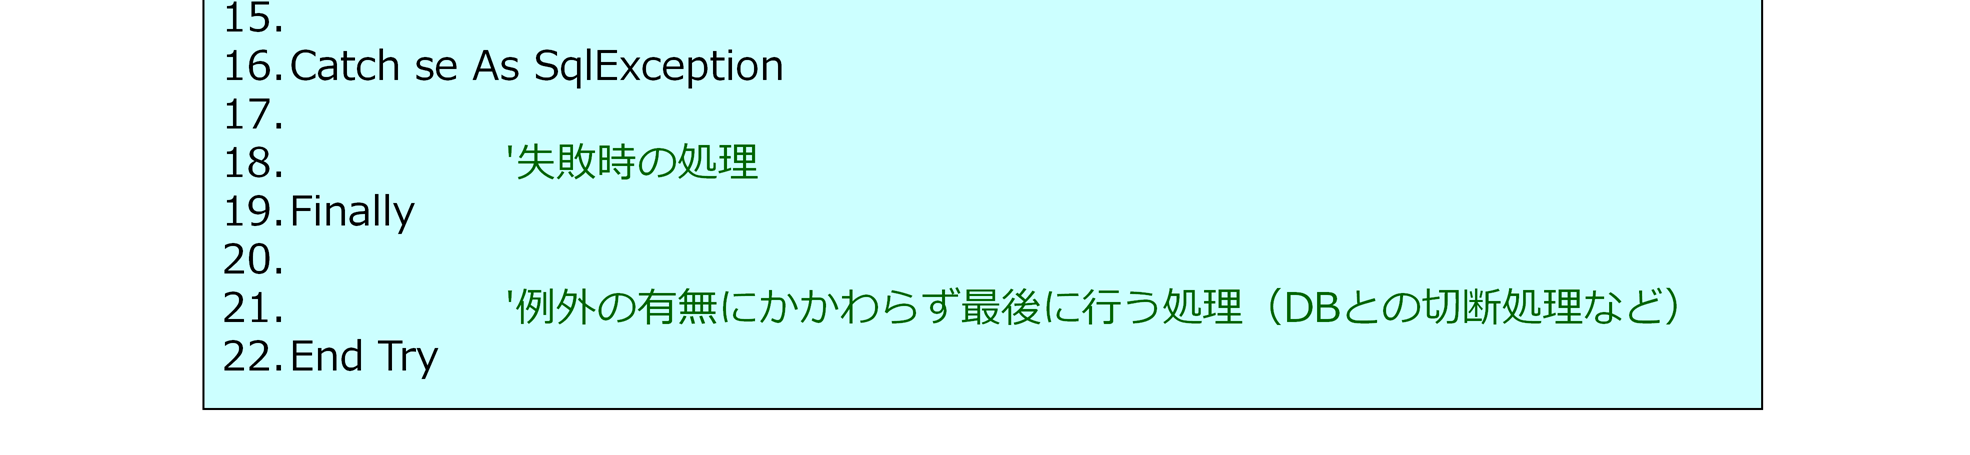 15.
16. Catch se As SqlException
17.
18. '失敗時の処理
19. Finally
20.
21. '例外の有無にかかわらず最後に行う処理（DBとの切断処理など）
22. End Try